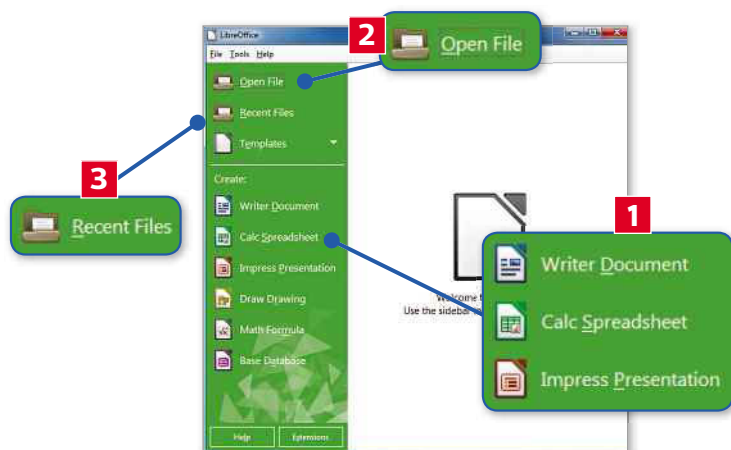 LibreOffice
File Tools Help
2
Open File
Open File
Recent Files
Templates
3
Recent Files
Create:
Writer Document
Calc Spreadsheet
Impress Presentation
Draw Drawing
Math Formula
Base Database
Help Extensions
Welcome
Use the sidebar
1
Writer Document
Calc Spreadsheet
Impress Presentation